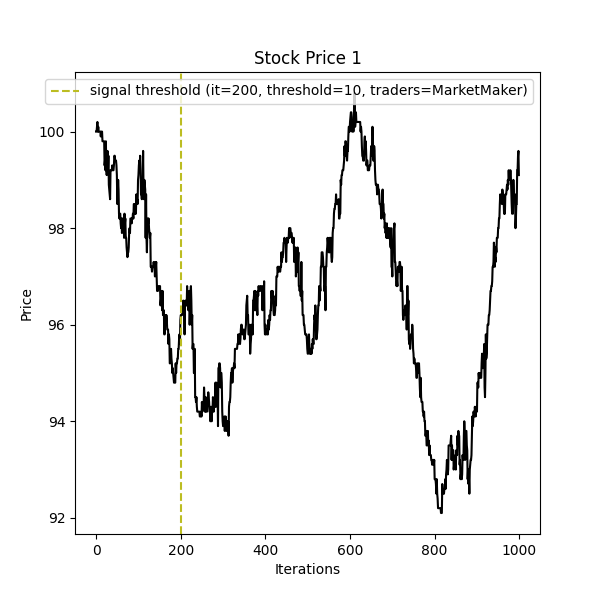 Stock Price 1
signal threshold (it=200, threshold=10, traders=MarketMaker)
100
98
96
94
92
Price
0 200 400 600 800 1000
Iterations